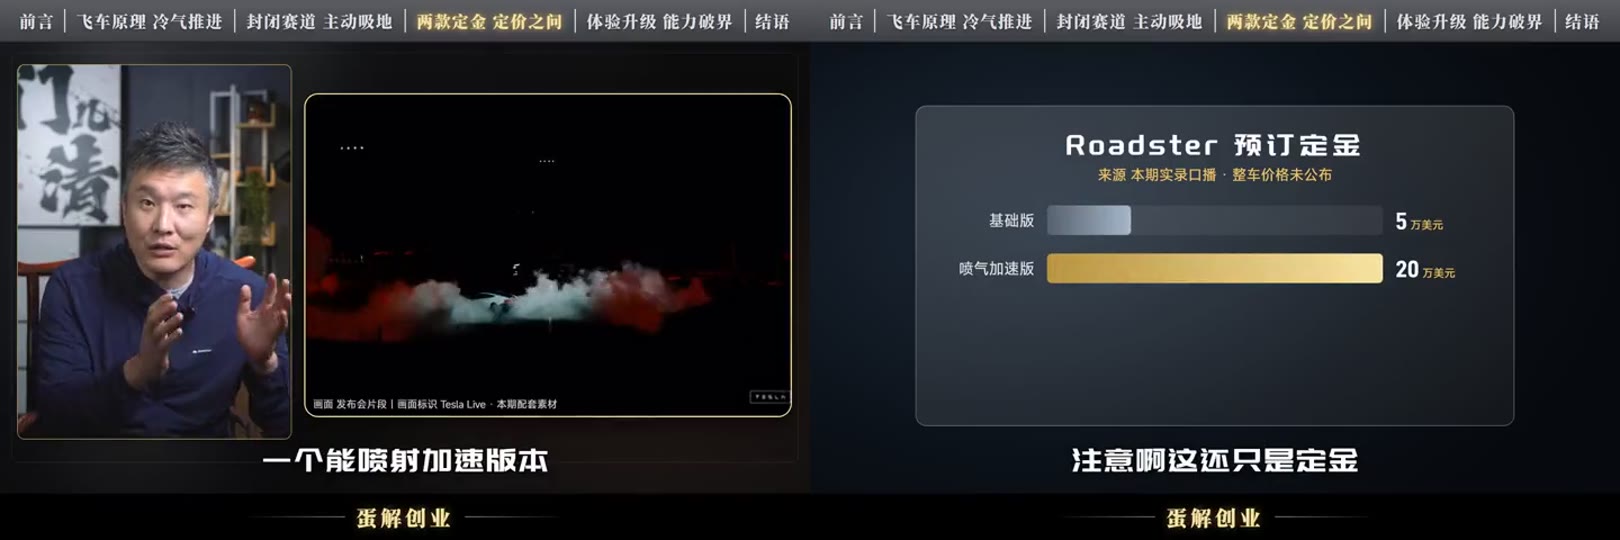 前言 | 飞车原理 冷气推进 | 封闭赛道 主动吸地 | 两款定金 定价之间 | 体验升级 能力破界 | 结语
清
画面 发布会片段 | 画面标识 Tesla Live · 本期配套素材
TESLA
一个能喷射加速版本
蛋解创业
前言 | 飞车原理 冷气推进 | 封闭赛道 主动吸地 | 两款定金 定价之间 | 体验升级 能力破界 | 结语
Roadster 预订定金
来源 本期实录口播 · 整车价格未公布
基础版 5 万美元
喷气加速版 20 万美元
注意啊这还只是定金
蛋解创业